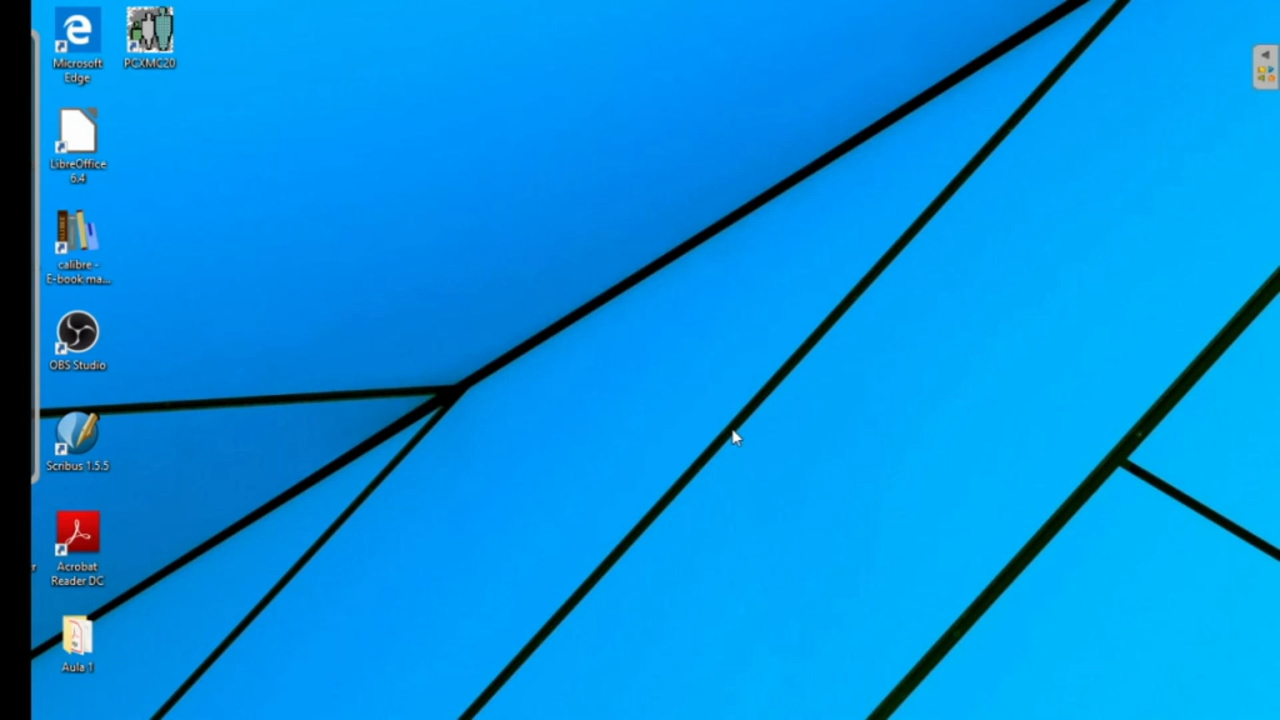 Microsoft
Edge
PCXMC20
LibreOffice
6.4
calibre -
E-book ma...
OBS Studio
Scribus 1.5.5
Acrobat
Reader DC
Aula 1